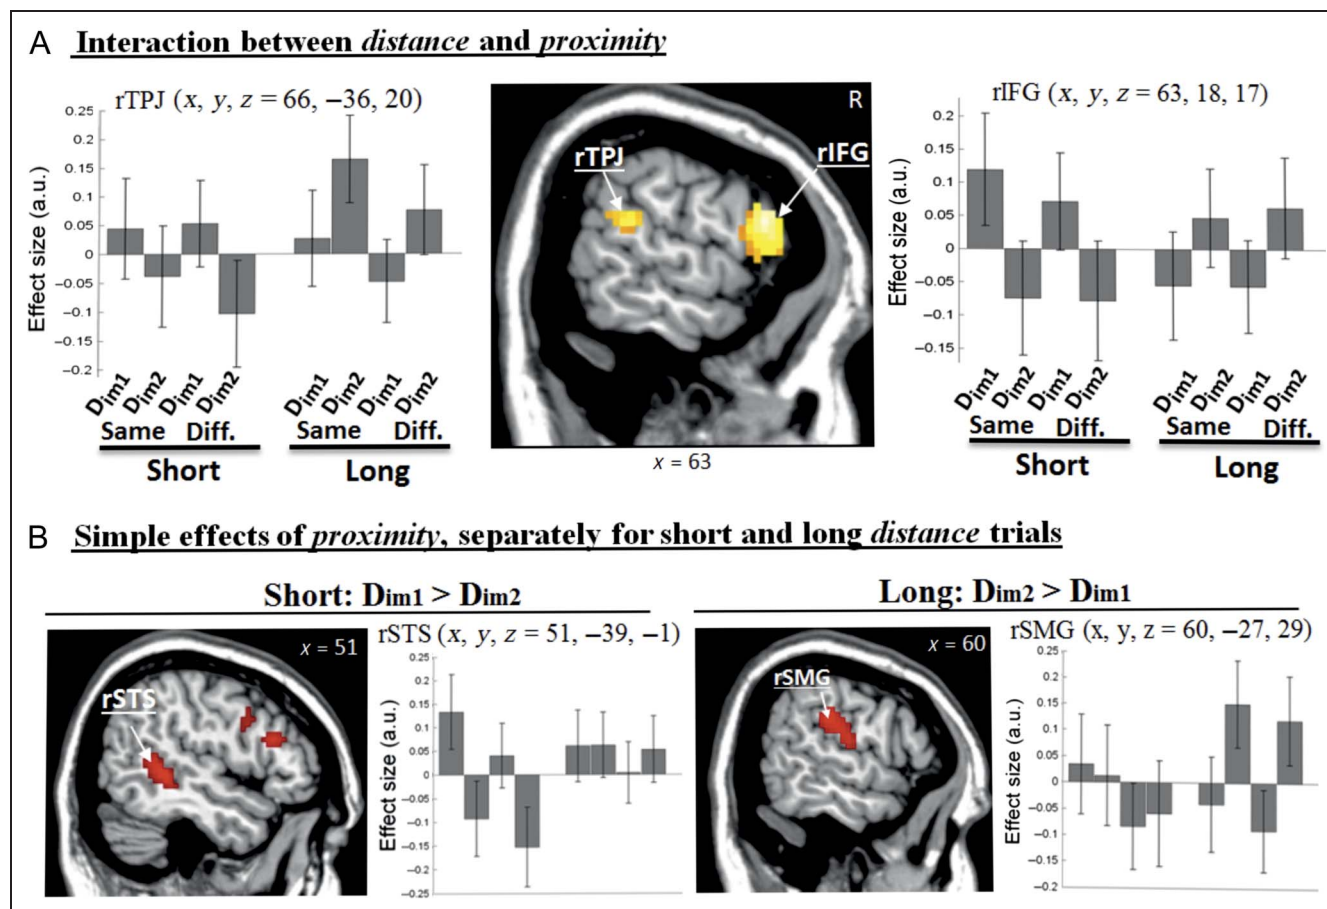 A Interaction between distance and proximity
rTPJ (x, y, z = 66, −36, 20)
Effect size (a.u.)
0.25
0.2
0.15
0.1
0.05
0
−0.05
−0.1
−0.15
−0.2
Dim1 Dim2 Dim1 Dim2 Dim1 Dim2 Dim1 Dim2
Same Diff. Same Diff.
Short Long
R
rTPJ
rIFG
x = 63
rIFG (x, y, z = 63, 18, 17)
Effect size (a.u.)
0.2
0.15
0.1
0.05
0
−0.05
−0.1
−0.15
Dim1 Dim2 Dim1 Dim2 Dim1 Dim2 Dim1 Dim2
Same Diff. Same Diff.
Short Long
B Simple effects of proximity, separately for short and long distance trials
Short: Dim1 > Dim2
x = 51
rSTS
rSTS (x, y, z = 51, −39, −1)
Effect size (a.u.)
0.25
0.2
0.15
0.1
0.05
0
−0.05
−0.1
−0.15
−0.2
−0.25
Long: Dim2 > Dim1
x = 60
rSMG
rSMG (x, y, z = 60, −27, 29)
Effect size (a.u.)
0.25
0.2
0.15
0.1
0.05
0
−0.05
−0.1
−0.15
−0.2